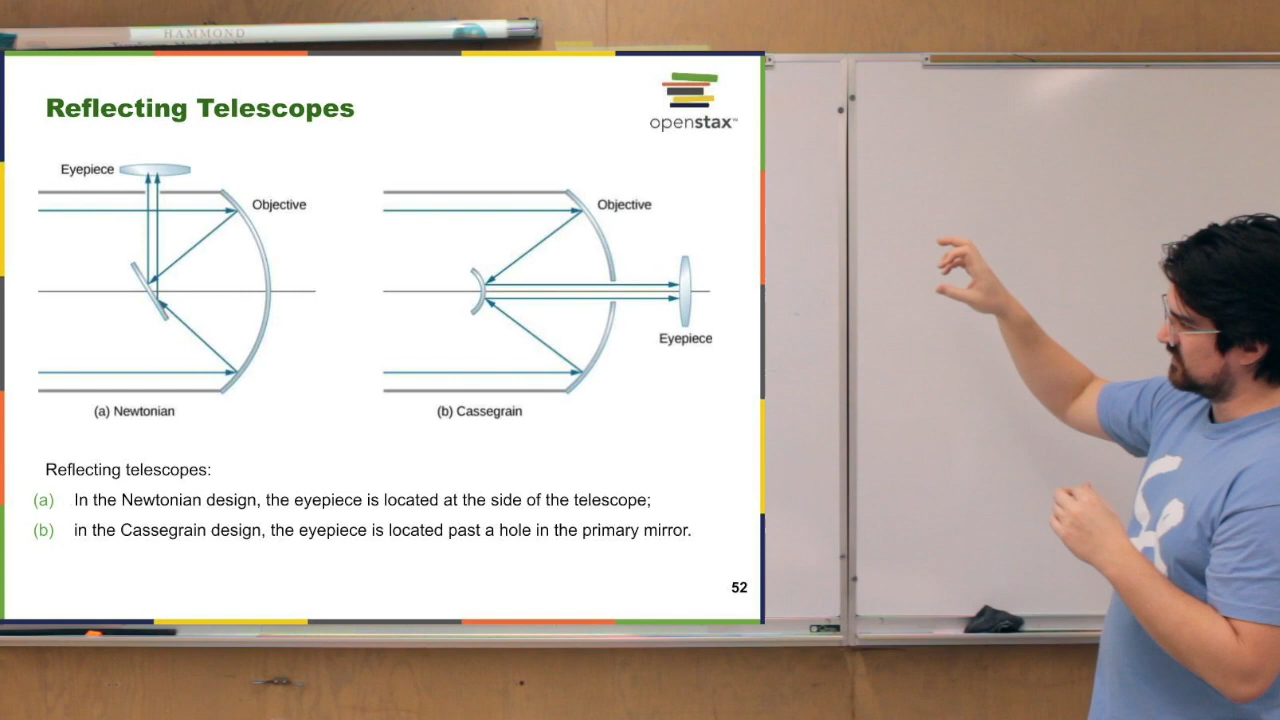 HAMMOND
Reflecting Telescopes
openstax™
Eyepiece
Objective
(a) Newtonian
Objective
Eyepiece
(b) Cassegrain
Reflecting telescopes:
(a) In the Newtonian design, the eyepiece is located at the side of the telescope;
(b) in the Cassegrain design, the eyepiece is located past a hole in the primary mirror.
52